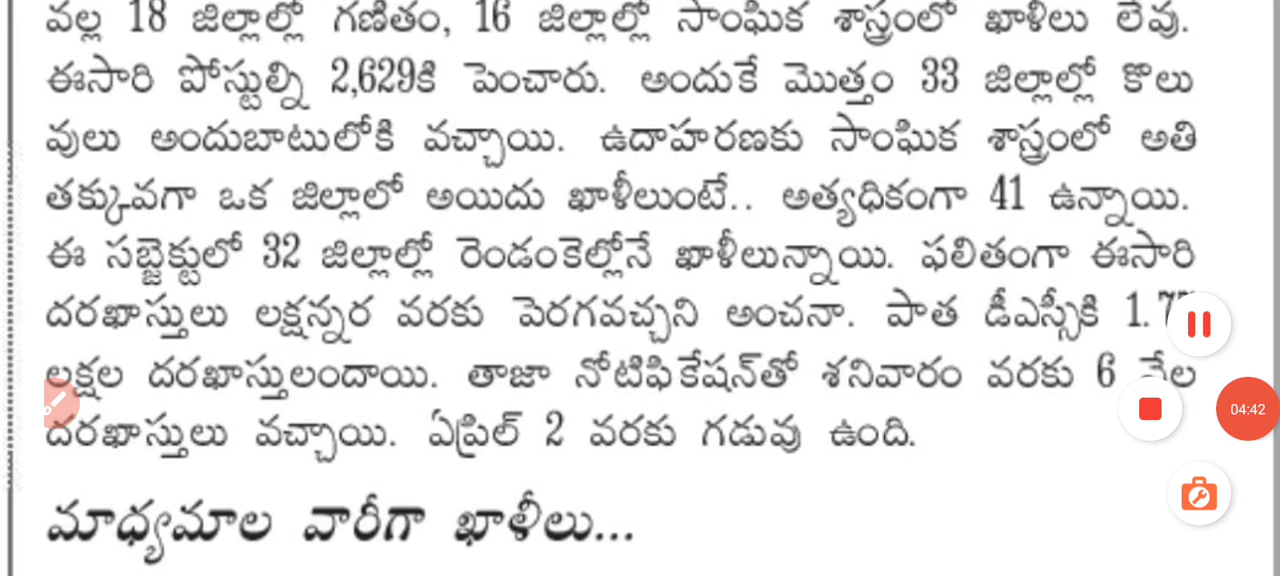 వల్ల 18 జిల్లాల్లో గణితం, 16 జిల్లాల్లో సాంఘిక శాస్త్రంలో ఖాళీలు లేవు.
ఈసారి పోస్టుల్ని 2,629కి పెంచారు. అందుకే మొత్తం 33 జిల్లాల్లో కొలు
వులు అందుబాటులోకి వచ్చాయి. ఉదాహరణకు సాంఘిక శాస్త్రంలో అతి
తక్కువగా ఒక జిల్లాలో అయిదు ఖాళీలుంటే.. అత్యధికంగా 41 ఉన్నాయి.
ఈ సబ్జెక్టులో 32 జిల్లాల్లో రెండంకెల్లోనే ఖాళీలున్నాయి. ఫలితంగా ఈసారి
దరఖాస్తులు లక్షన్నర వరకు పెరగవచ్చని అంచనా. పాత డీఎస్సీకి
లక్షల దరఖాస్తులందాయి. తాజా నోటిఫికేషన్‌తో శనివారం వరకు 6 వేల
దరఖాస్తులు వచ్చాయి. ఏప్రిల్ 2 వరకు గడువు ఉంది.
04:42
మాధ్యమాల వారీగా ఖాళీలు...